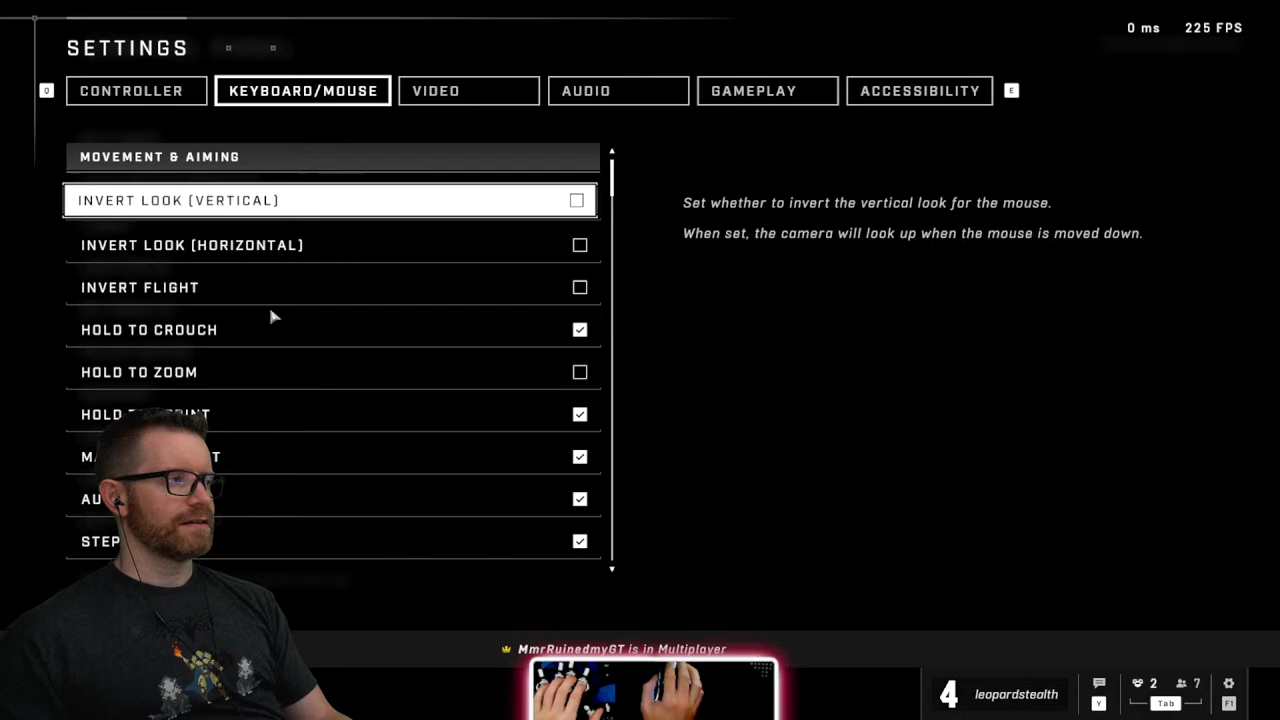 0 ms 225 FPS
SETTINGS
Q CONTROLLER KEYBOARD/MOUSE VIDEO AUDIO GAMEPLAY ACCESSIBILITY E
MOVEMENT & AIMING
INVERT LOOK (VERTICAL)
Set whether to invert the vertical look for the mouse.
When set, the camera will look up when the mouse is moved down.
INVERT LOOK (HORIZONTAL)
INVERT FLIGHT
HOLD TO CROUCH
HOLD TO ZOOM
HOLD
AU
STEP
MmrRuinedmyGT is in Multiplayer
4 leopardstealth
2 7
Y Tab F1